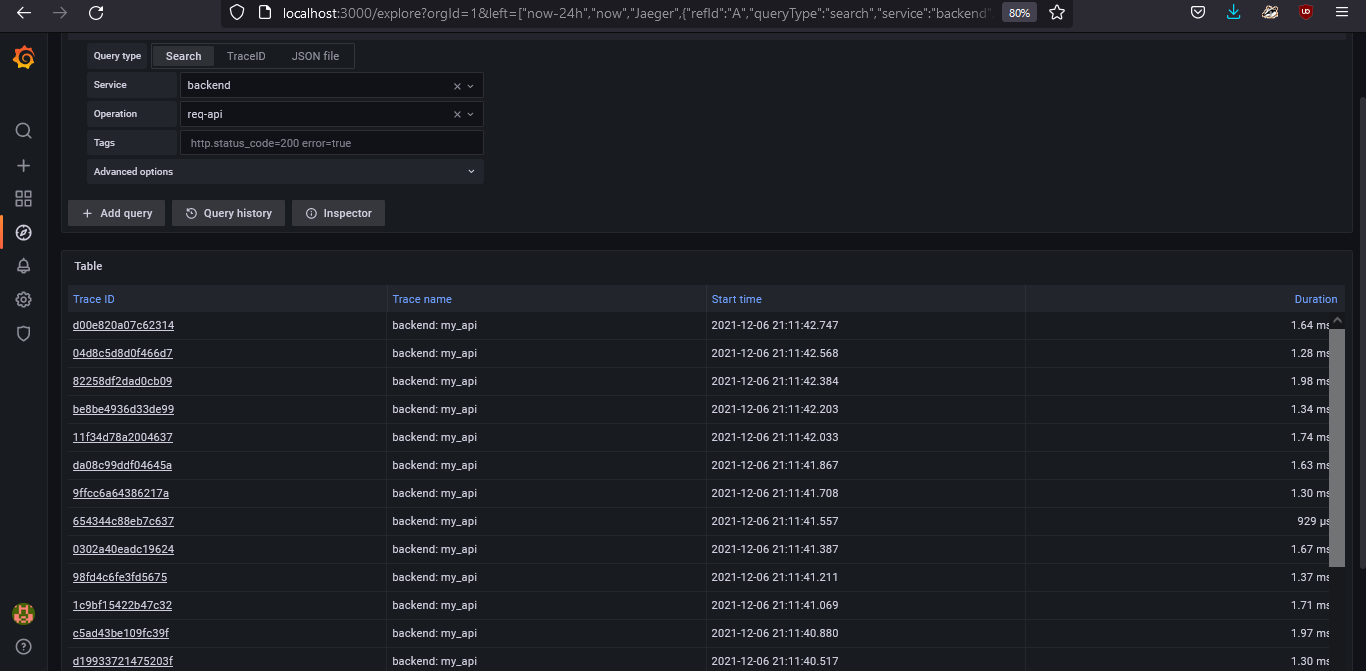 localhost:3000/explore?orgId=1&left=["now-24h","now","Jaeger",{"refId":"A","queryType":"search","service":"backend" 80%
Query type Search TraceID JSON file
Service backend
Operation req-api
Tags http.status_code=200 error=true
Advanced options
Add query Query history Inspector
Table
Trace ID Trace name Start time Duration
d00e820a07c62314 backend: my_api 2021-12-06 21:11:42.747 1.64 ms
04d8c5d8d0f466d7 backend: my_api 2021-12-06 21:11:42.568 1.28 ms
82258df2dad0cb09 backend: my_api 2021-12-06 21:11:42.384 1.98 ms
be8be4936d33de99 backend: my_api 2021-12-06 21:11:42.203 1.34 ms
11f34d78a2004637 backend: my_api 2021-12-06 21:11:42.033 1.74 ms
da08c99ddf04645a backend: my_api 2021-12-06 21:11:41.867 1.63 ms
9ffcc6a64386217a backend: my_api 2021-12-06 21:11:41.708 1.30 ms
654344c88eb7c637 backend: my_api 2021-12-06 21:11:41.557 929 µs
0302a40eadc19624 backend: my_api 2021-12-06 21:11:41.387 1.67 ms
98fd4c6fe3fd5675 backend: my_api 2021-12-06 21:11:41.211 1.37 ms
1c9bf15422b47c32 backend: my_api 2021-12-06 21:11:41.069 1.71 ms
c5ad43be109fc39f backend: my_api 2021-12-06 21:11:40.880 1.97 ms
d19933721475203f backend: my_api 2021-12-06 21:11:40.517 1.30 ms